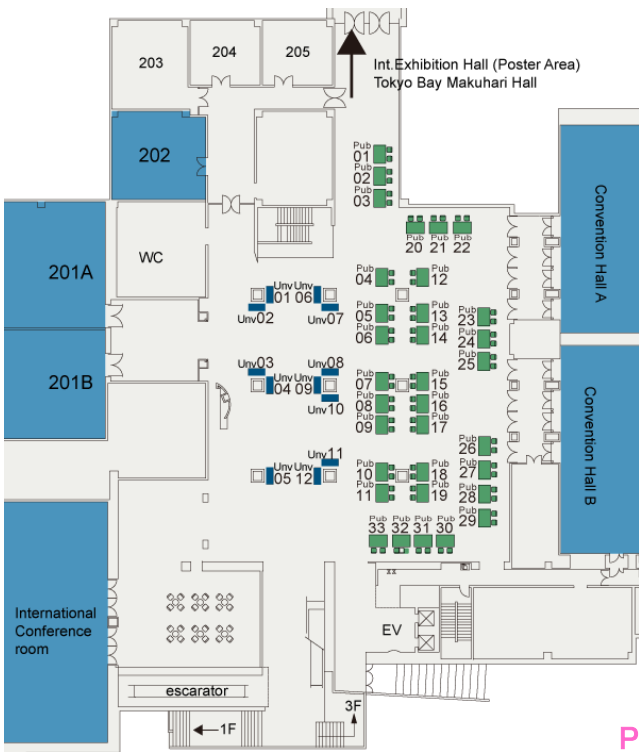 203
204
205
Int.Exhibition Hall (Poster Area)
Tokyo Bay Makuhari Hall
202
Pub
01
Pub
02
Pub
03
Convention Hall A
WC
201A
Pub
20
Pub
21
Pub
22
Unv
01
Unv
06
Unv02
Unv07
Pub
04
Pub
12
Pub
05
Pub
13
Pub
06
Pub
14
Pub
23
Pub
24
Pub
25
201B
Unv03
Unv08
Unv
04
Unv
09
Unv10
Pub
07
Pub
15
Pub
08
Pub
16
Pub
09
Pub
17
Convention Hall B
Unv11
Unv
05
Unv
12
Pub
10
Pub
18
Pub
11
Pub
19
Pub
26
Pub
27
Pub
28
Pub
29
Pub
33
Pub
32
Pub
31
Pub
30
International
Conference
room
EV
escarator
1F
3F
P